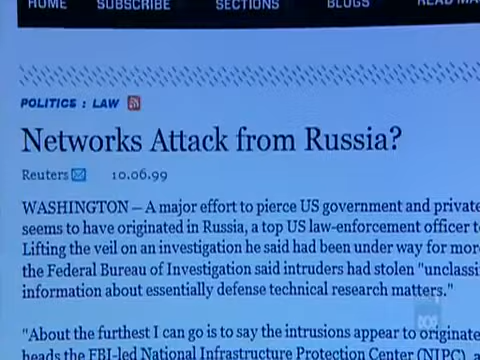 HOME SUBSCRIBE SECTIONS BLOGS READ
POLITICS : LAW
Networks Attack from Russia?
Reuters 10.06.99
WASHINGTON – A major effort to pierce US government and private
seems to have originated in Russia, a top US law-enforcement officer
Lifting the veil on an investigation he said had been under way for
the Federal Bureau of Investigation said intruders had stolen "unclassi
information about essentially defense technical research matters."
"About the furthest I can go is to say the intrusions appear to originate
heads the FBI-led National Infrastructure Protection Center (NIPC),